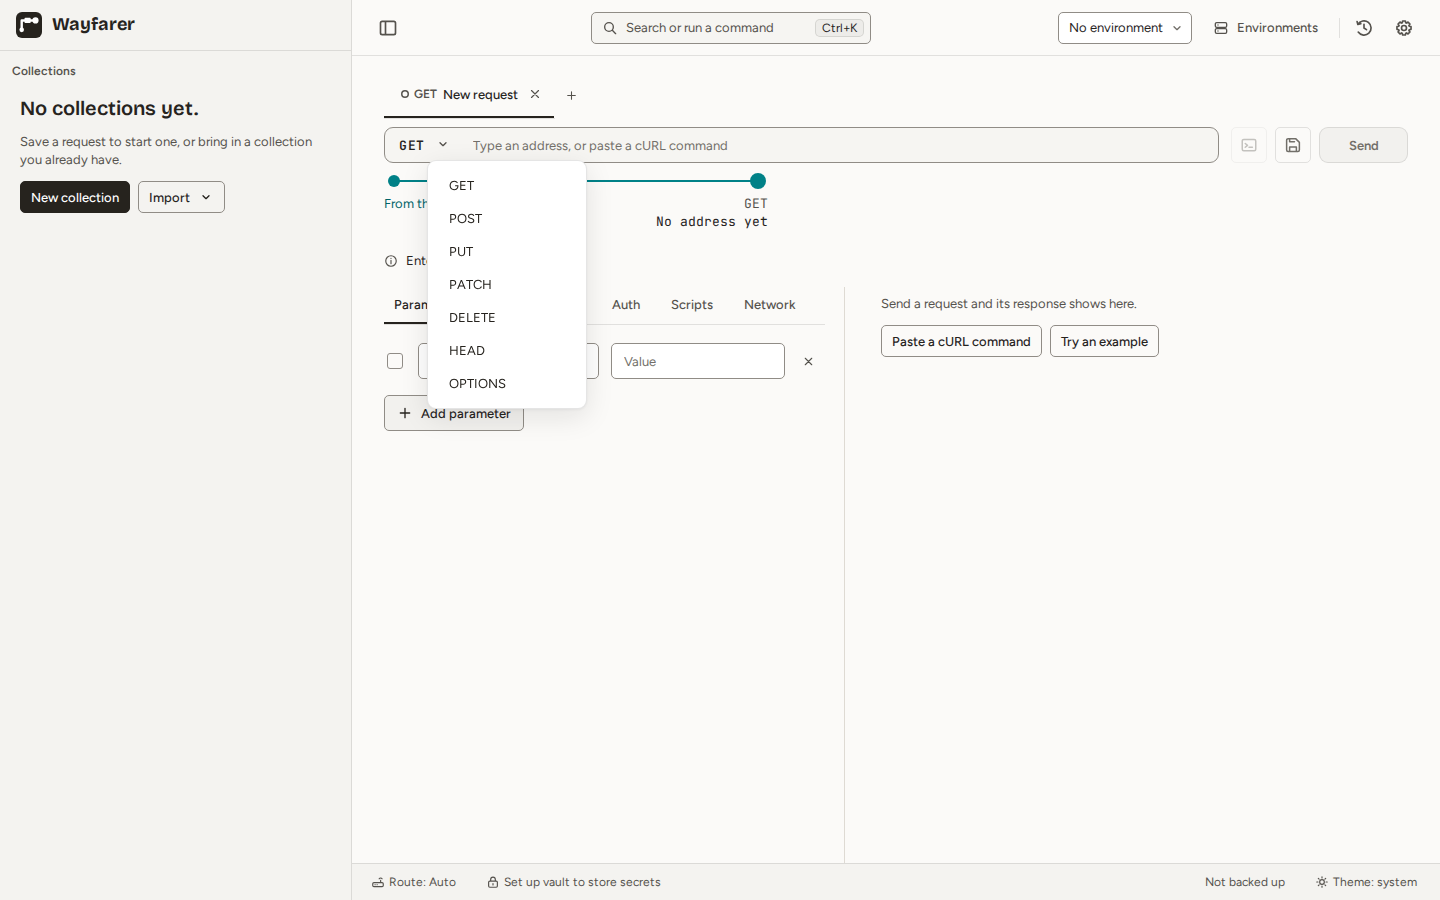 Wayfarer
Search or run a command
Ctrl+K
No environment
Environments
Collections
No collections yet.
Save a request to start one, or bring in a collection
you already have.
New collection
Import
GET New request
GET
Type an address, or paste a cURL command
Send
GET
POST
PUT
PATCH
DELETE
HEAD
OPTIONS
From
GET
No address yet
Auth
Scripts
Network
Value
Add parameter
Send a request and its response shows here.
Paste a cURL command
Try an example
Route: Auto
Set up vault to store secrets
Not backed up
Theme: system